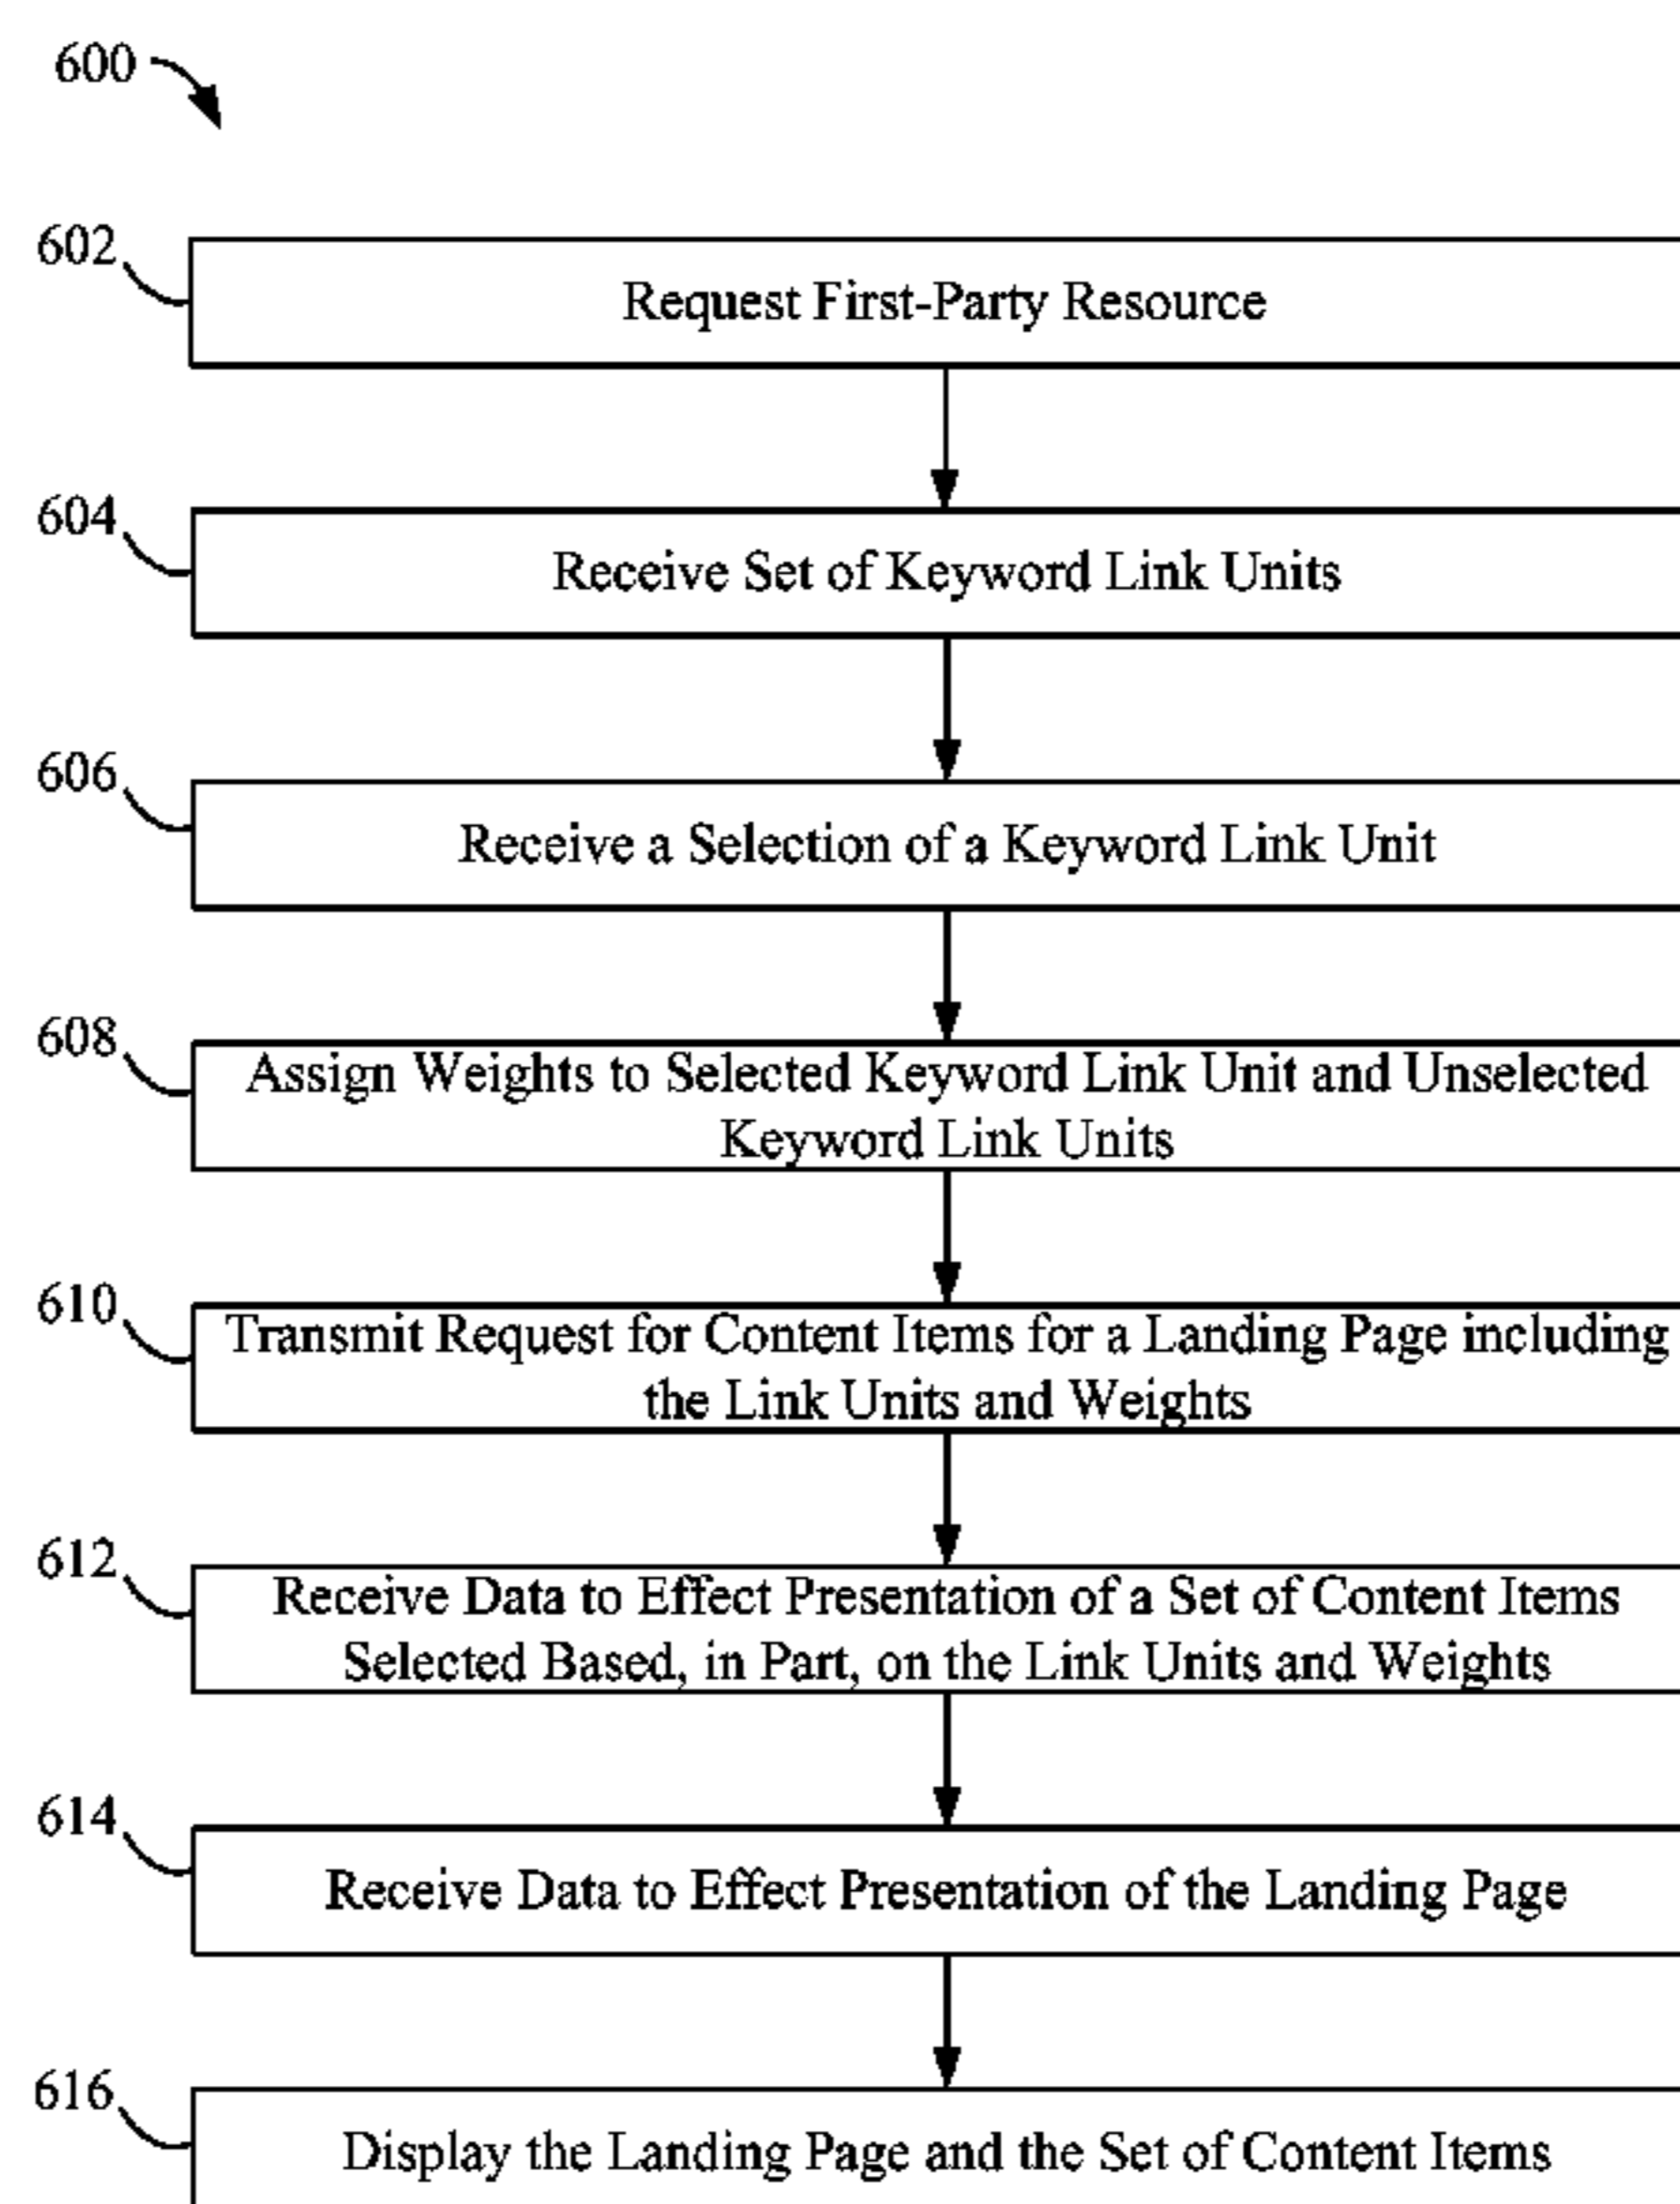 600
602
Request First-Party Resource
604
Receive Set of Keyword Link Units
606
Receive a Selection of a Keyword Link Unit
608
Assign Weights to Selected Keyword Link Unit and Unselected
Keyword Link Units
610
Transmit Request for Content Items for a Landing Page including
the Link Units and Weights
612
Receive Data to Effect Presentation of a Set of Content Items
Selected Based, in Part, on the Link Units and Weights
614
Receive Data to Effect Presentation of the Landing Page
616
Display the Landing Page and the Set of Content Items